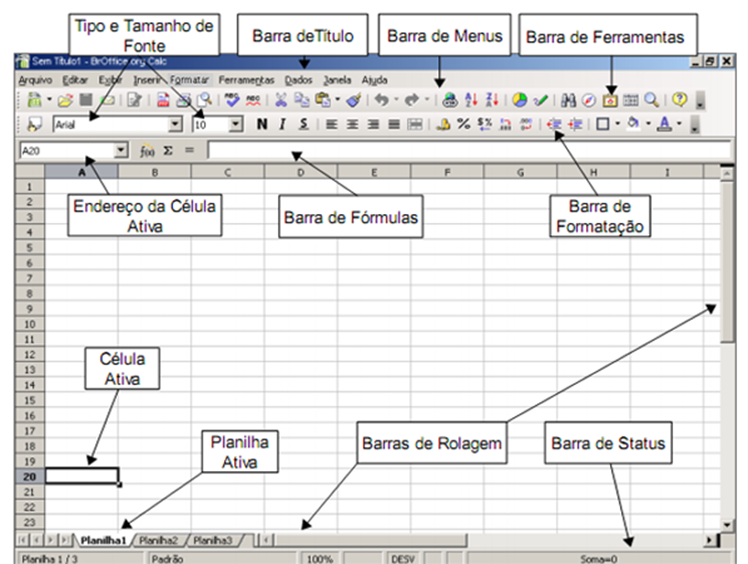 Tipo e Tamanho de
Fonte
Barra deTítulo
Barra de Menus
Barra de Ferramentas
Sem Título1 - BrOffice.org Calc
Arquivo Editar Exibir Inserir Formatar Ferramentas Dados Janela Ajuda
Arial 10 N I S
A20 f(x) Σ =
A B C D E F G H I
1
2
Endereço da Célula
Ativa
Barra de Fórmulas
Barra de
Formatação
3
4
5
6
7
8
9
10
11
12
Célula
Ativa
13
14
15
16
17
Planilha
Ativa
Barras de Rolagem
Barra de Status
18
19
20
21
22
23
Planilha1 Planilha2 Planilha3
Planilha 1 / 3 Padrão 100% DESV Soma=0